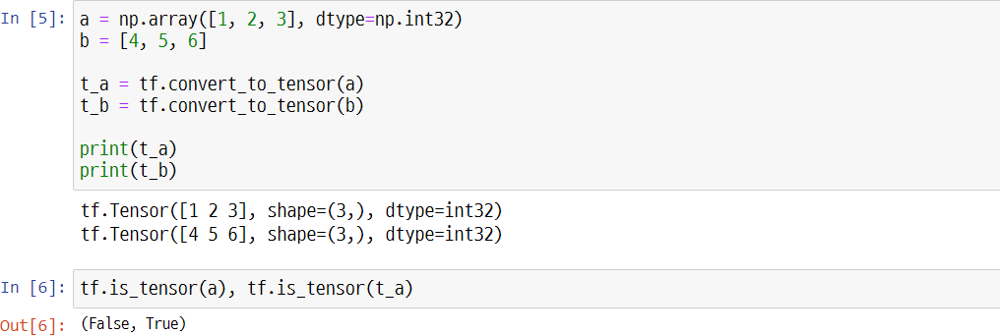 In [5]: a = np.array([1, 2, 3], dtype=np.int32)
b = [4, 5, 6]
t_a = tf.convert_to_tensor(a)
t_b = tf.convert_to_tensor(b)
print(t_a)
print(t_b)
tf.Tensor([1 2 3], shape=(3,), dtype=int32)
tf.Tensor([4 5 6], shape=(3,), dtype=int32)
In [6]: tf.is_tensor(a), tf.is_tensor(t_a)
Out[6]: (False, True)